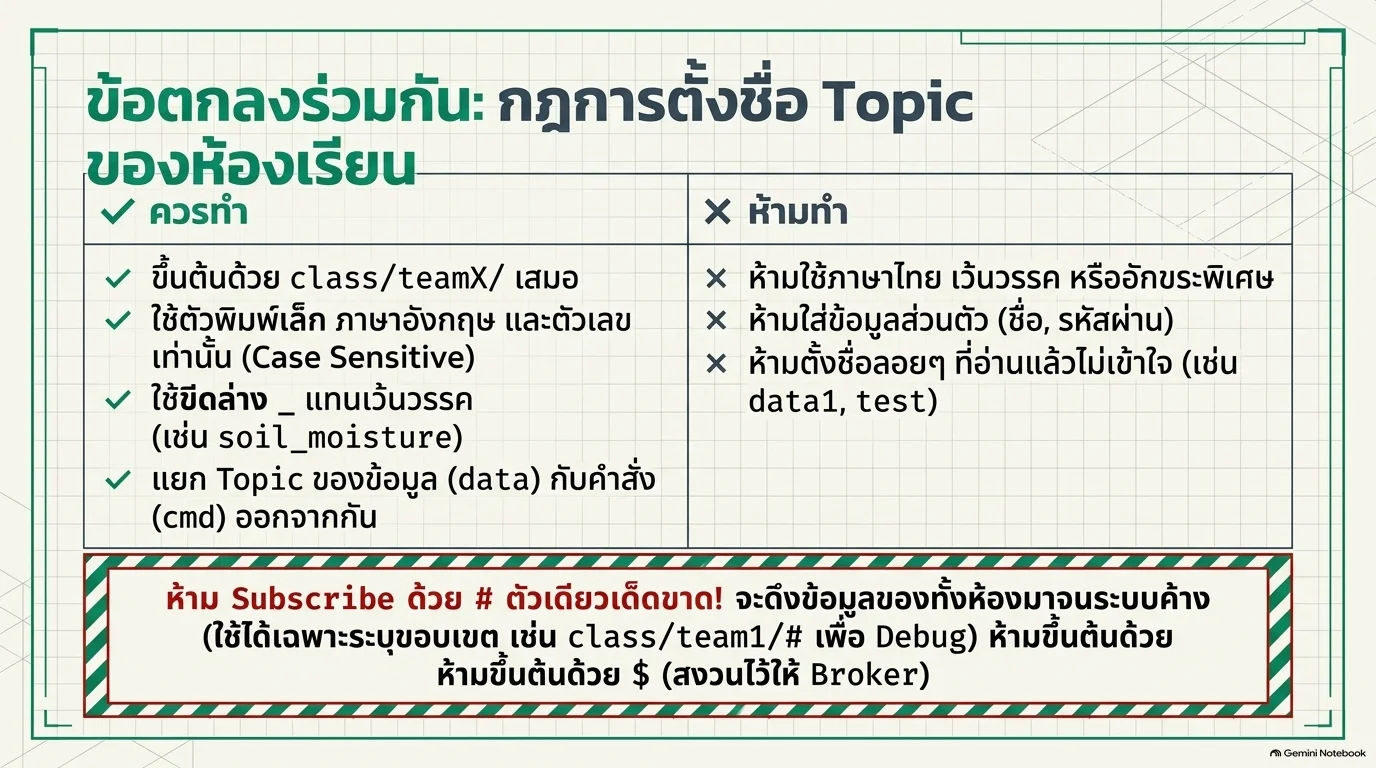 ข้อตกลงร่วมกัน: กฎการตั้งชื่อ Topic
ของห้องเรียน
✓ ควรทำ
✓ ขึ้นต้นด้วย class/teamX/ เสมอ
✓ ใช้ตัวพิมพ์เล็ก ภาษาอังกฤษ และตัวเลข
เท่านั้น (Case Sensitive)
✓ ใช้ขีดล่าง _ แทนเว้นวรรค
(เช่น soil_moisture)
✓ แยก Topic ของข้อมูล (data) กับคำสั่ง
(cmd) ออกจากกัน
✕ ห้ามทำ
✕ ห้ามใช้ภาษาไทย เว้นวรรค หรืออักขระพิเศษ
✕ ห้ามใส่ข้อมูลส่วนตัว (ชื่อ, รหัสผ่าน)
✕ ห้ามตั้งชื่อลอยๆ ที่อ่านแล้วไม่เข้าใจ (เช่น
data1, test)
ห้าม Subscribe ด้วย # ตัวเดียวเด็ดขาด! จะดึงข้อมูลของทั้งห้องมาจนระบบค้าง
(ใช้ได้เฉพาะระบุขอบเขต เช่น class/team1/# เพื่อ Debug) ห้ามขึ้นต้นด้วย
ห้ามขึ้นต้นด้วย $ (สงวนไว้ให้ Broker)
Gemini Notebook